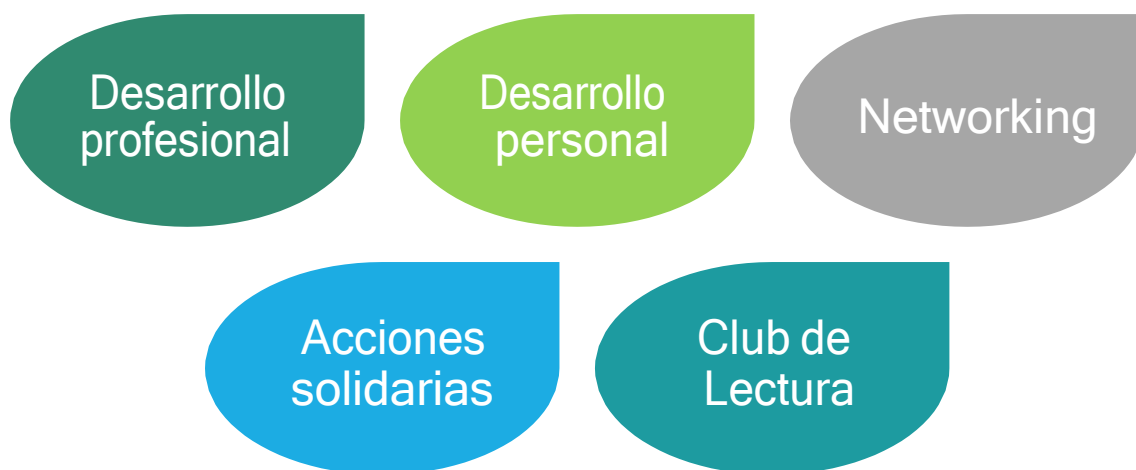 Desarrollo
profesional
Desarrollo
personal
Networking
Acciones
solidarias
Club de
Lectura